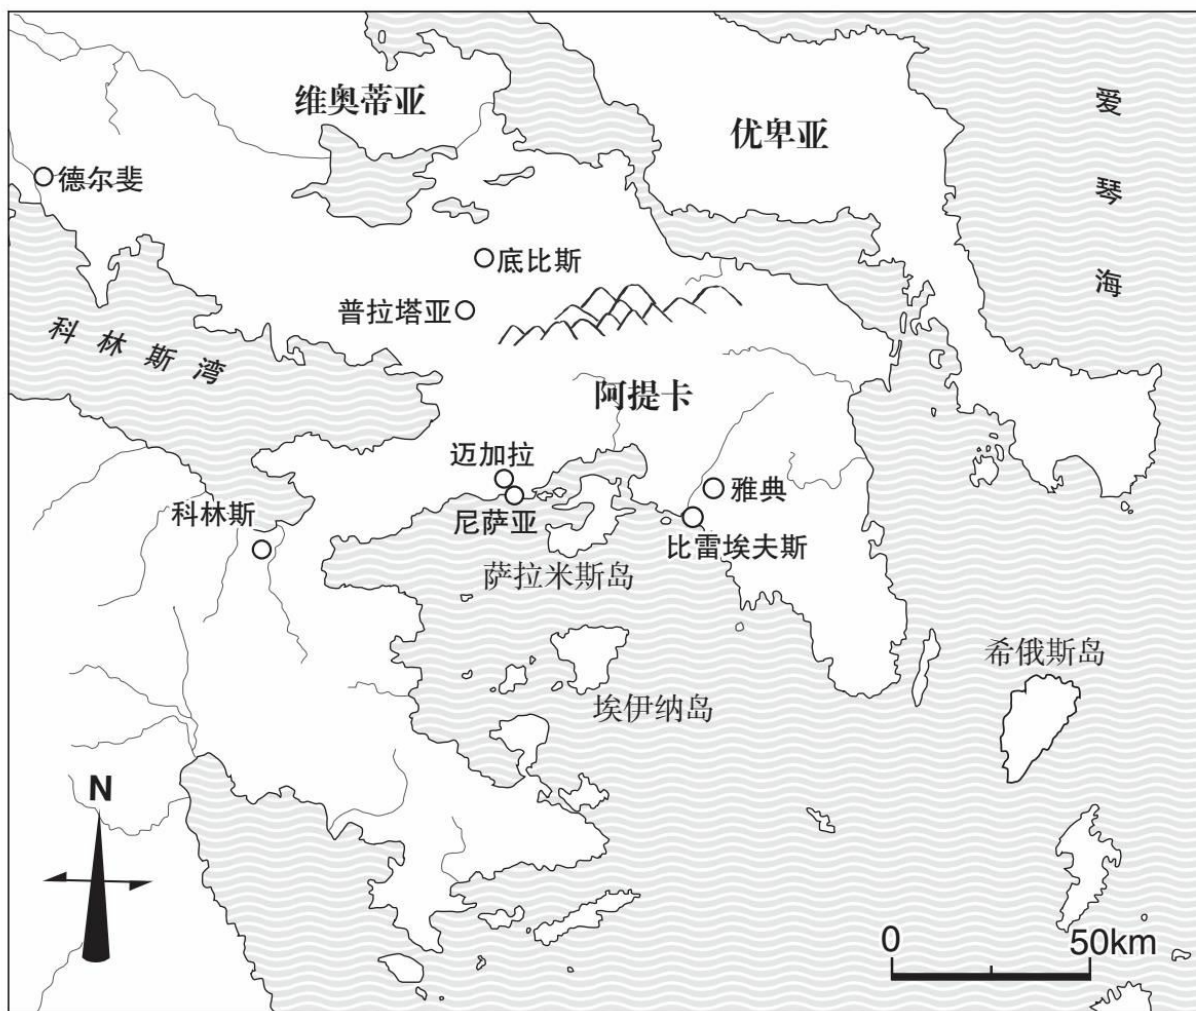 维奥蒂亚
优卑亚
爱琴海
德尔斐
底比斯
普拉塔亚
科林斯湾
阿提卡
迈加拉
尼萨亚
雅典
科林斯
比雷埃夫斯
萨拉米斯岛
希俄斯岛
埃伊纳岛
N
0
50km